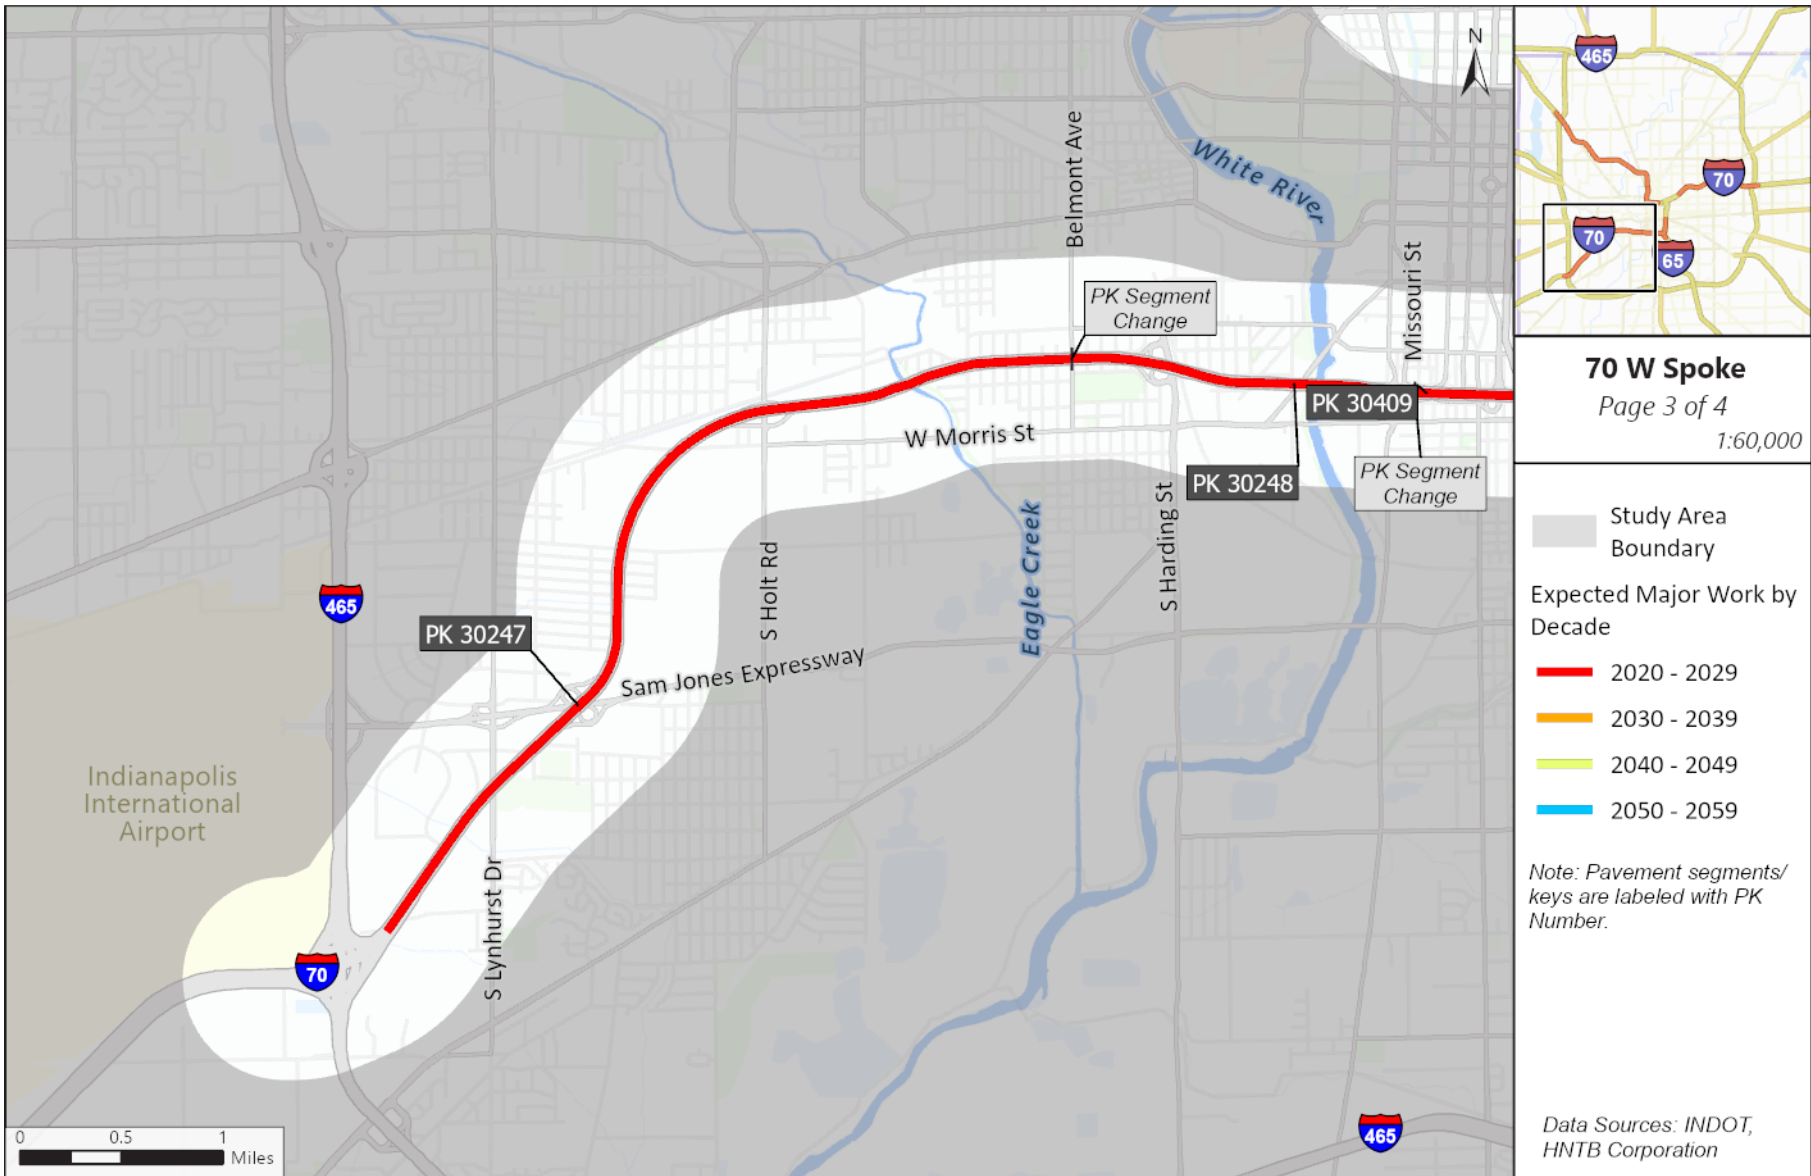 N
Belmont Ave
White River
Missouri St
PK Segment
Change
PK 30409
W Morris St
PK 30248
PK Segment
Change
S Harding St
Eagle Creek
S Holt Rd
465
PK 30247
Sam Jones Expressway
Indianapolis
International
Airport
S Lynhurst Dr
70
465
0 0.5 1
Miles
465
70
70
65
70 W Spoke
Page 3 of 4
1:60,000
Study Area
Boundary
Expected Major Work by
Decade
2020 - 2029
2030 - 2039
2040 - 2049
2050 - 2059
Note: Pavement segments/
keys are labeled with PK
Number.
Data Sources: INDOT,
HNTB Corporation